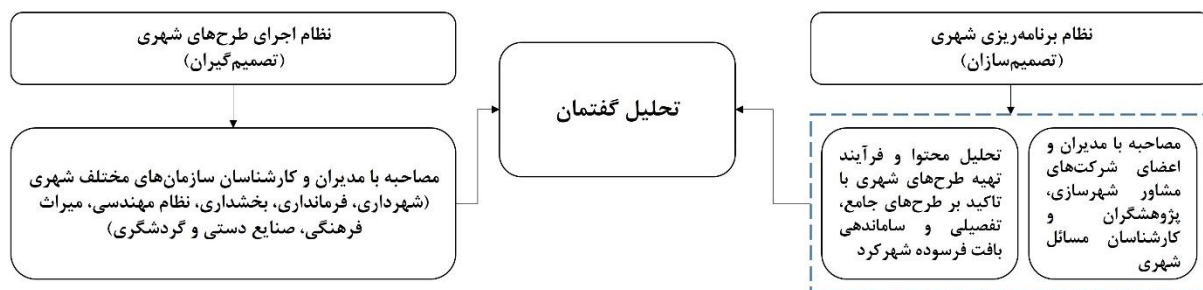 نظام برنامه‌ریزی شهری
(تصمیم‌سازان)
مصاحبه با مدیران و
اعضای شرکت‌های
مشاور شهرسازی،
پژوهشگران و
کارشناسان مسائل
شهری
تحلیل محتوا و فرآیند
تهیه طرح‌های شهری با
تاکید بر طرح‌های جامع،
تفصیلی و ساماندهی
بافت فرسوده شهرکرد
تحلیل گفتمان
نظام اجرای طرح‌های شهری
(تصمیم‌گیران)
مصاحبه با مدیران و کارشناسان سازمان‌های مختلف شهری
(شهرداری، فرمانداری، بخشداری، نظام مهندسی، میراث
فرهنگی، صنایع دستی و گردشگری)